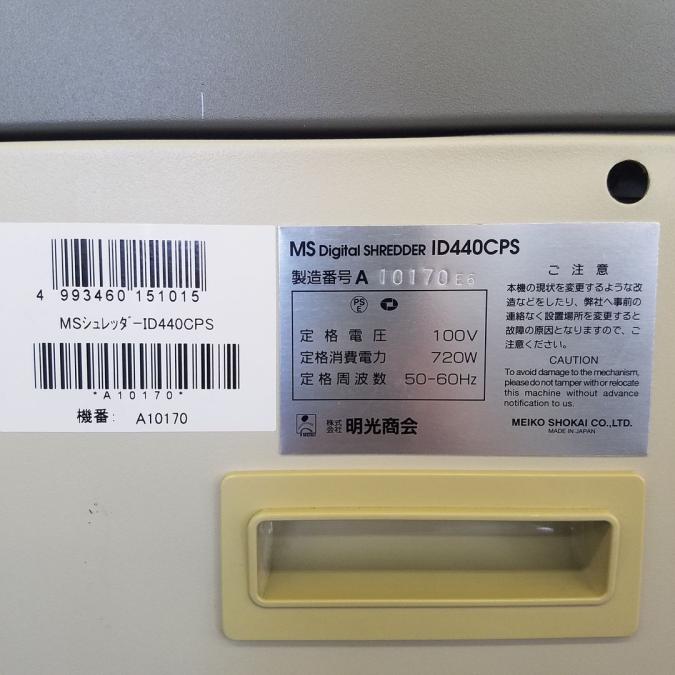 4 993460 151015
MSシュレッダーID440CPS
*A10170*
機番: A10170
MS Digital SHREDDER ID440CPS
製造番号 A 10170E6
PS
E
定格電圧 100V
定格消費電力 720W
定格周波数 50-60Hz
株式
会社 明光商会
ご注意
本機の現状を変更するような改
造などをしたり、弊社へ事前の
連絡なく設置場所を変更すると
故障の原因となりますので、ご
注意ください。
CAUTION
To avoid damage to the mechanism,
please do not tamper with or relocate
this machine without advance
notification to us.
MEIKO SHOKAI CO.,LTD.
MADE IN JAPAN